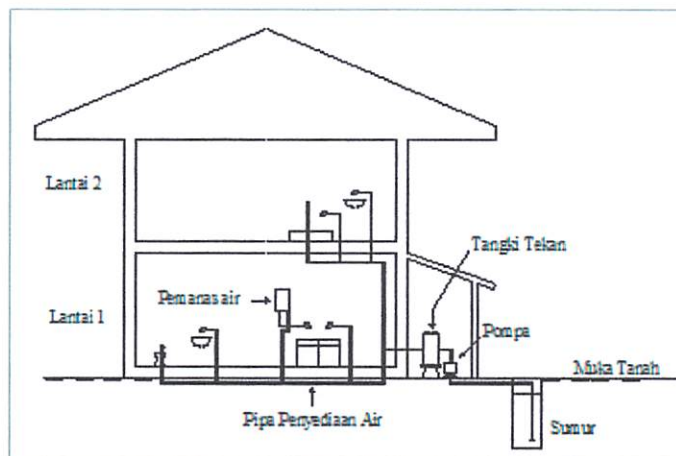 Lantai 2
Tangki Tekan
Pemanas air
Lantai 1
Pompa
Muka Tanah
Pipa Penyediaan Air
Sumur